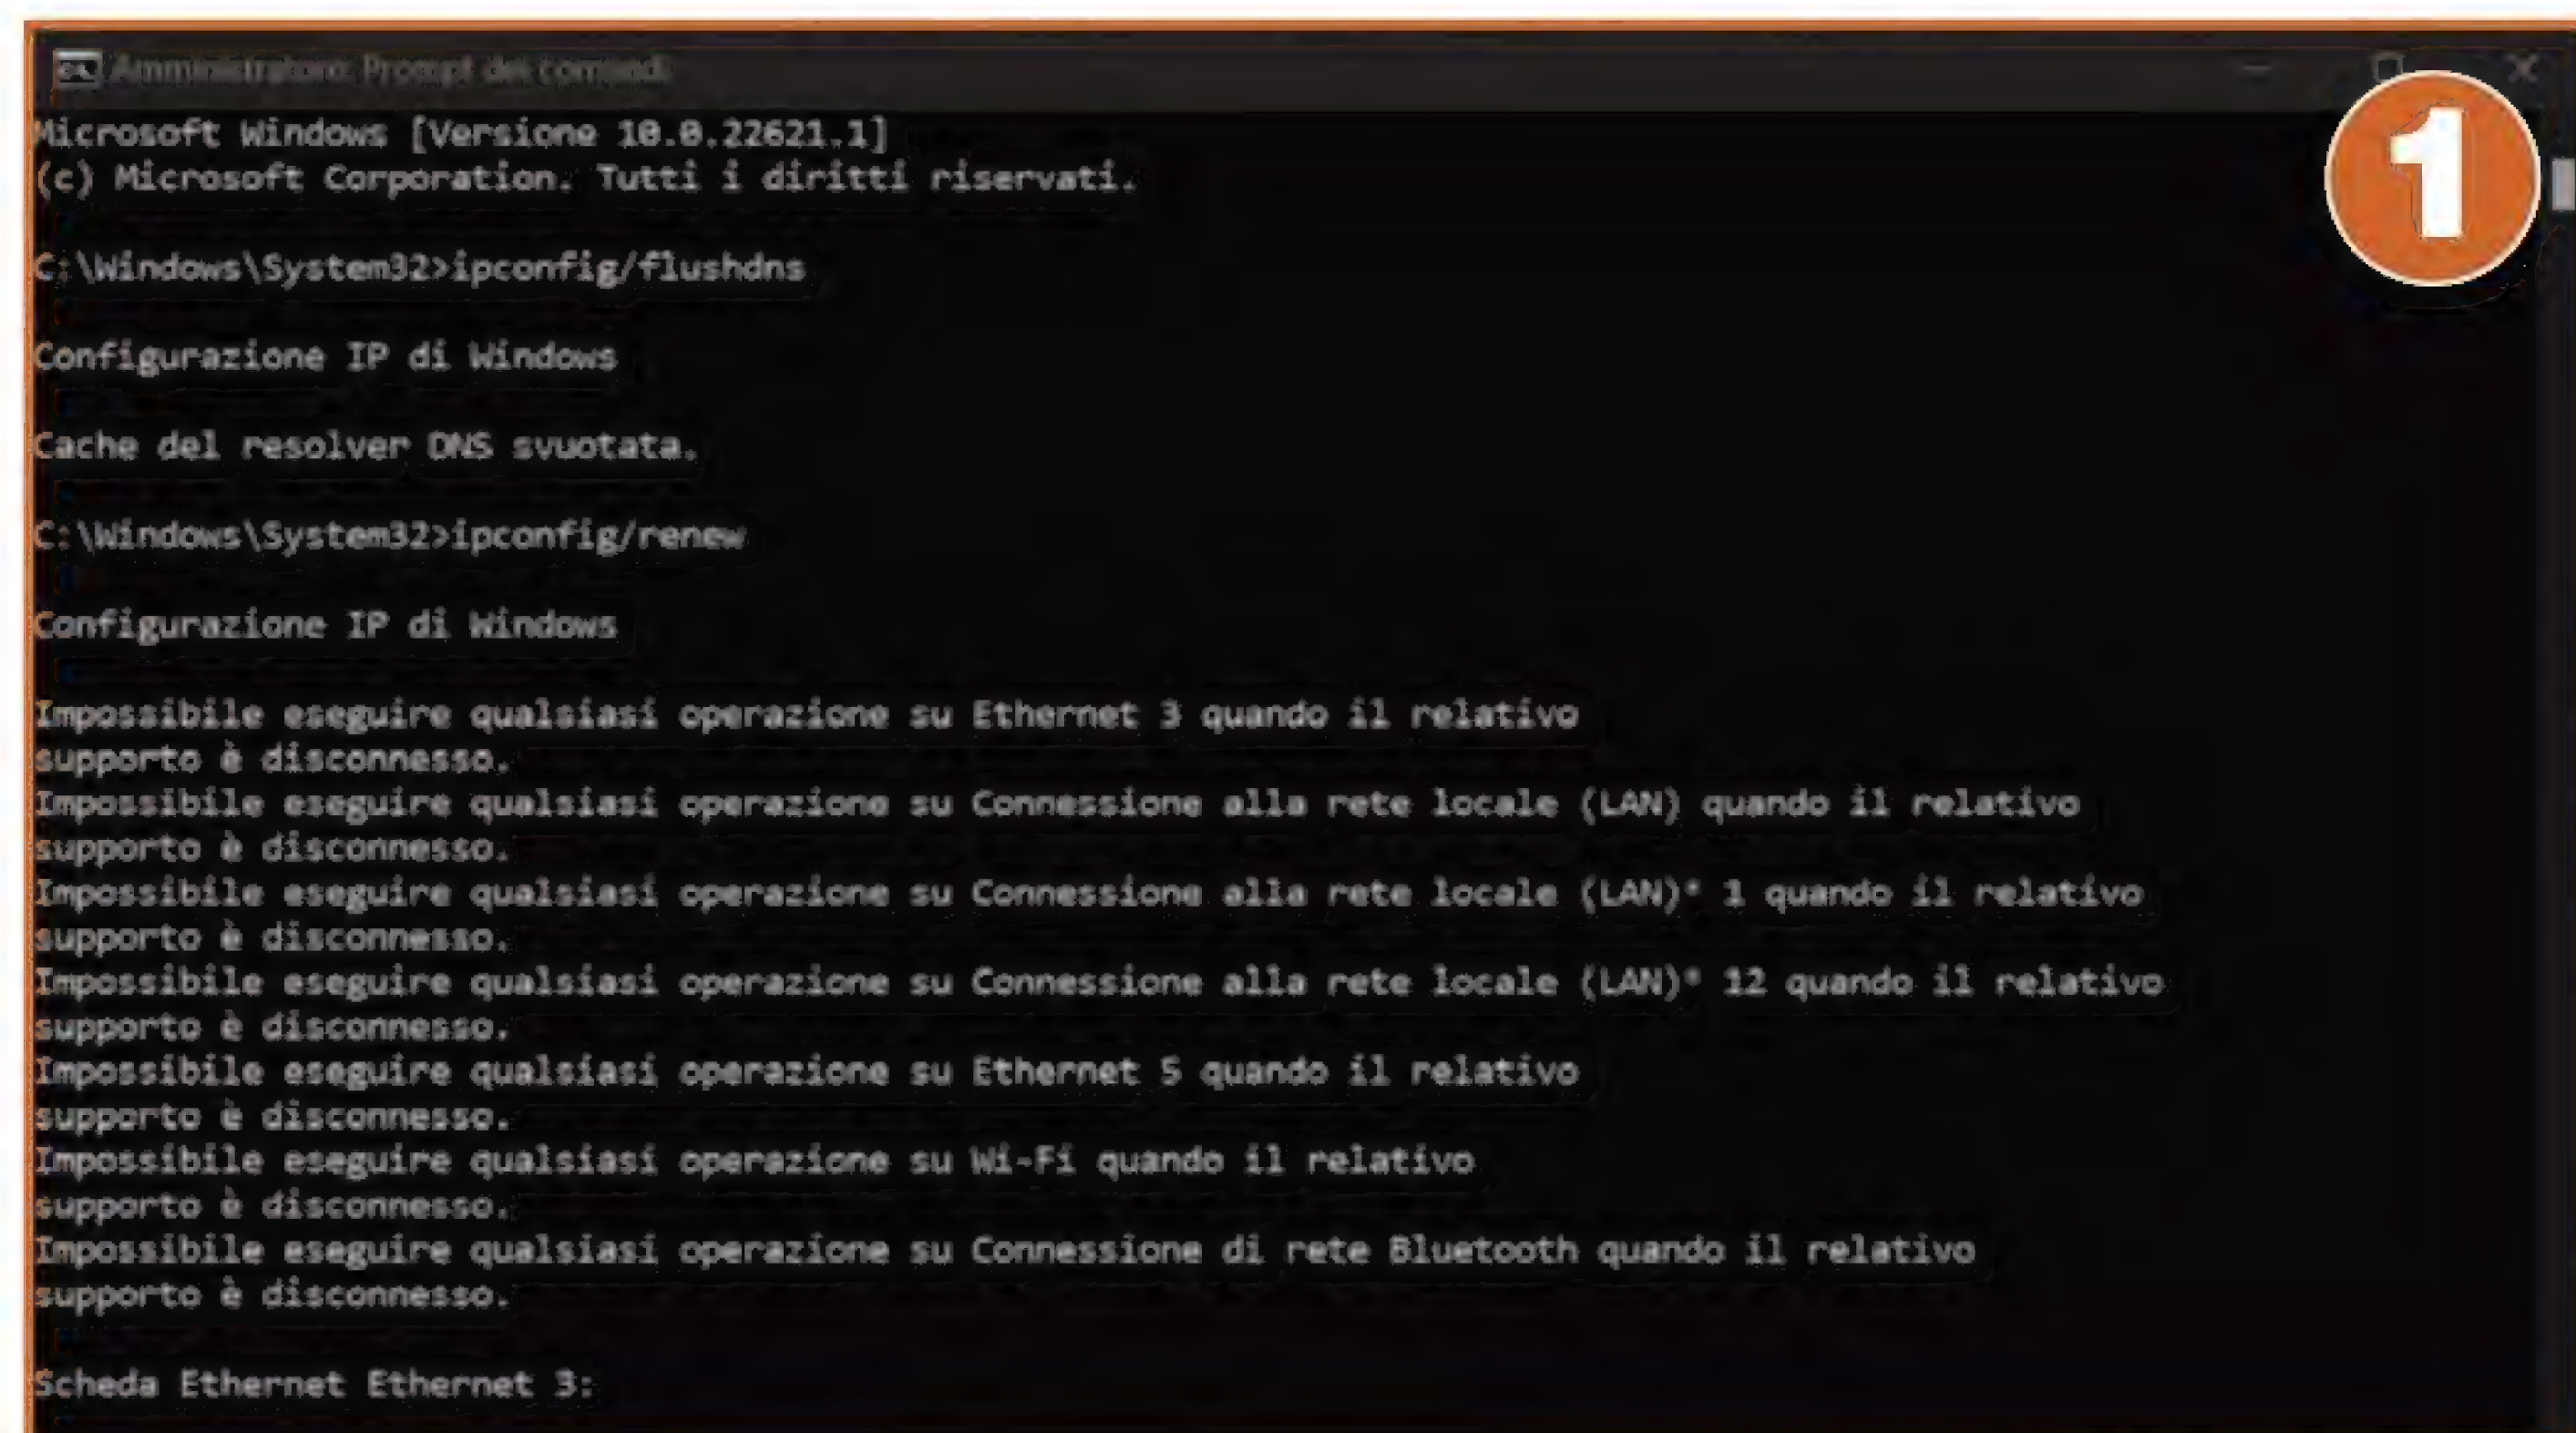 Amministratore: Prompt dei comandi
1
Microsoft Windows [Versione 10.0.22621.1]
(c) Microsoft Corporation. Tutti i diritti riservati.
C:\Windows\System32>ipconfig/flushdns
Configurazione IP di Windows
Cache del resolver DNS svuotata.
C:\Windows\System32>ipconfig/renew
Configurazione IP di Windows
Impossibile eseguire qualsiasi operazione su Ethernet 3 quando il relativo
supporto è disconnesso.
Impossibile eseguire qualsiasi operazione su Connessione alla rete locale (LAN) quando il relativo
supporto è disconnesso.
Impossibile eseguire qualsiasi operazione su Connessione alla rete locale (LAN)* 1 quando il relativo
supporto è disconnesso.
Impossibile eseguire qualsiasi operazione su Connessione alla rete locale (LAN)* 12 quando il relativo
supporto è disconnesso.
Impossibile eseguire qualsiasi operazione su Ethernet 5 quando il relativo
supporto è disconnesso.
Impossibile eseguire qualsiasi operazione su Wi-Fi quando il relativo
supporto è disconnesso.
Impossibile eseguire qualsiasi operazione su Connessione di rete Bluetooth quando il relativo
supporto è disconnesso.
Scheda Ethernet Ethernet 3: